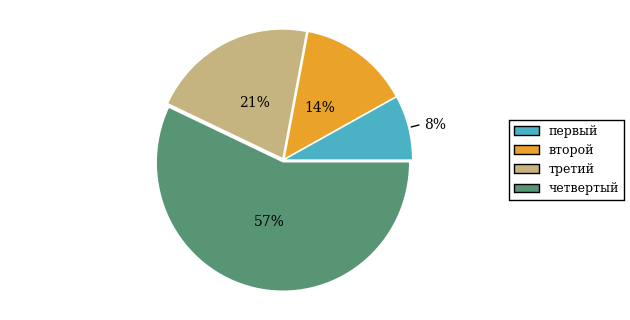 21%
14%
8%
57%
первый
второй
третий
четвертый